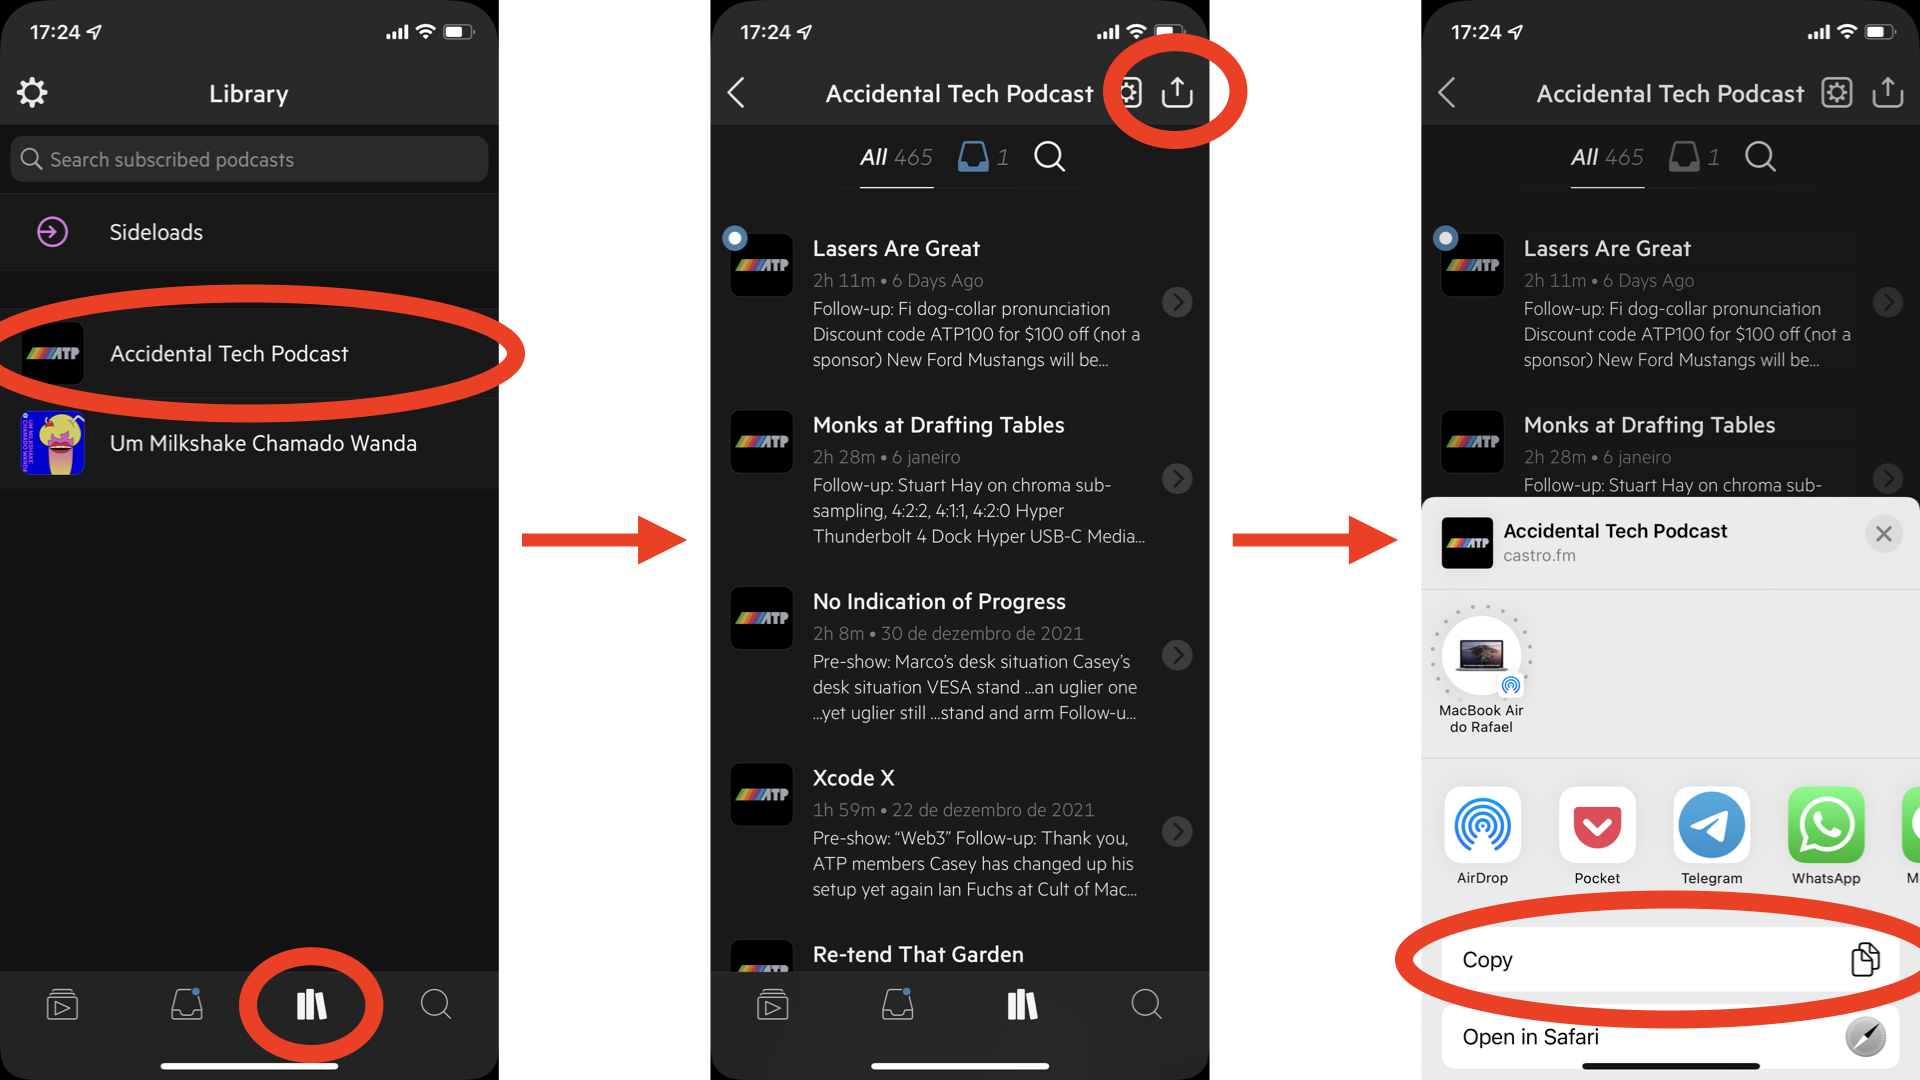 17:24
Library
Search subscribed podcasts
Sideloads
ATP
Accidental Tech Podcast
UM MILKSHAKE
CHAMADO WANDA
Um Milkshake Chamado Wanda
17:24
Accidental Tech Podcast
All 465
1
ATP
Lasers Are Great
2h 11m • 6 Days Ago
Follow-up: Fi dog-collar pronunciation
Discount code ATP100 for $100 off (not a
sponsor) New Ford Mustangs will be...
ATP
Monks at Drafting Tables
2h 28m • 6 janeiro
Follow-up: Stuart Hay on chroma sub-
sampling, 4:2:2, 4:1:1, 4:2:0 Hyper
Thunderbolt 4 Dock Hyper USB-C Media...
ATP
No Indication of Progress
2h 8m • 30 de dezembro de 2021
Pre-show: Marco’s desk situation Casey’s
desk situation VESA stand ...an uglier one
...yet uglier still ...stand and arm Follow-u...
ATP
Xcode X
1h 59m • 22 de dezembro de 2021
Pre-show: “Web3” Follow-up: Thank you,
ATP members Casey has changed up his
setup yet again Ian Fuchs at Cult of Mac...
ATP
Re-tend That Garden
17:24
Accidental Tech Podcast
All 465
1
ATP
Lasers Are Great
2h 11m • 6 Days Ago
Follow-up: Fi dog-collar pronunciation
Discount code ATP100 for $100 off (not a
sponsor) New Ford Mustangs will be...
ATP
Monks at Drafting Tables
2h 28m • 6 janeiro
Follow-up: Stuart Hay on chroma sub-
ATP
Accidental Tech Podcast
castro.fm
MacBook Air
do Rafael
AirDrop
Pocket
Telegram
WhatsApp
M
Copy
Open in Safari